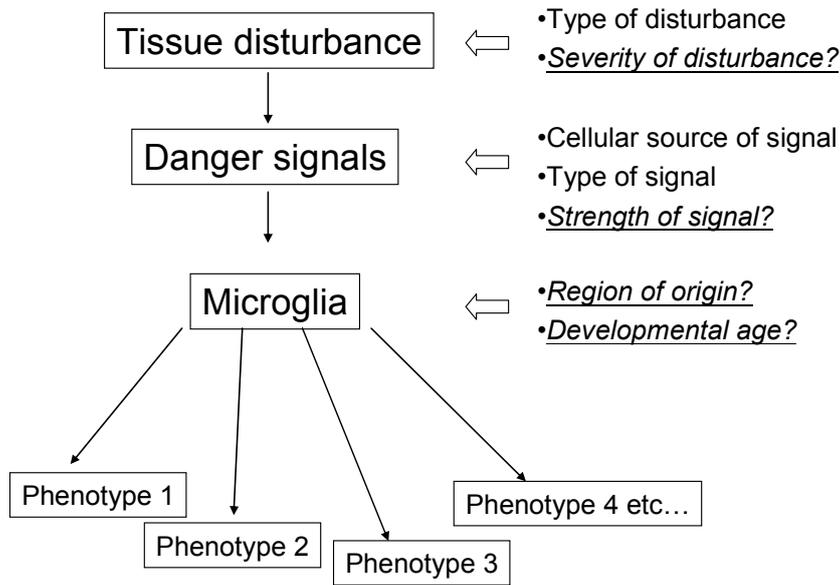 Tissue disturbance
•Type of disturbance
•Severity of disturbance?
Danger signals
•Cellular source of signal
•Type of signal
•Strength of signal?
Microglia
•Region of origin?
•Developmental age?
Phenotype 1
Phenotype 2
Phenotype 3
Phenotype 4 etc…